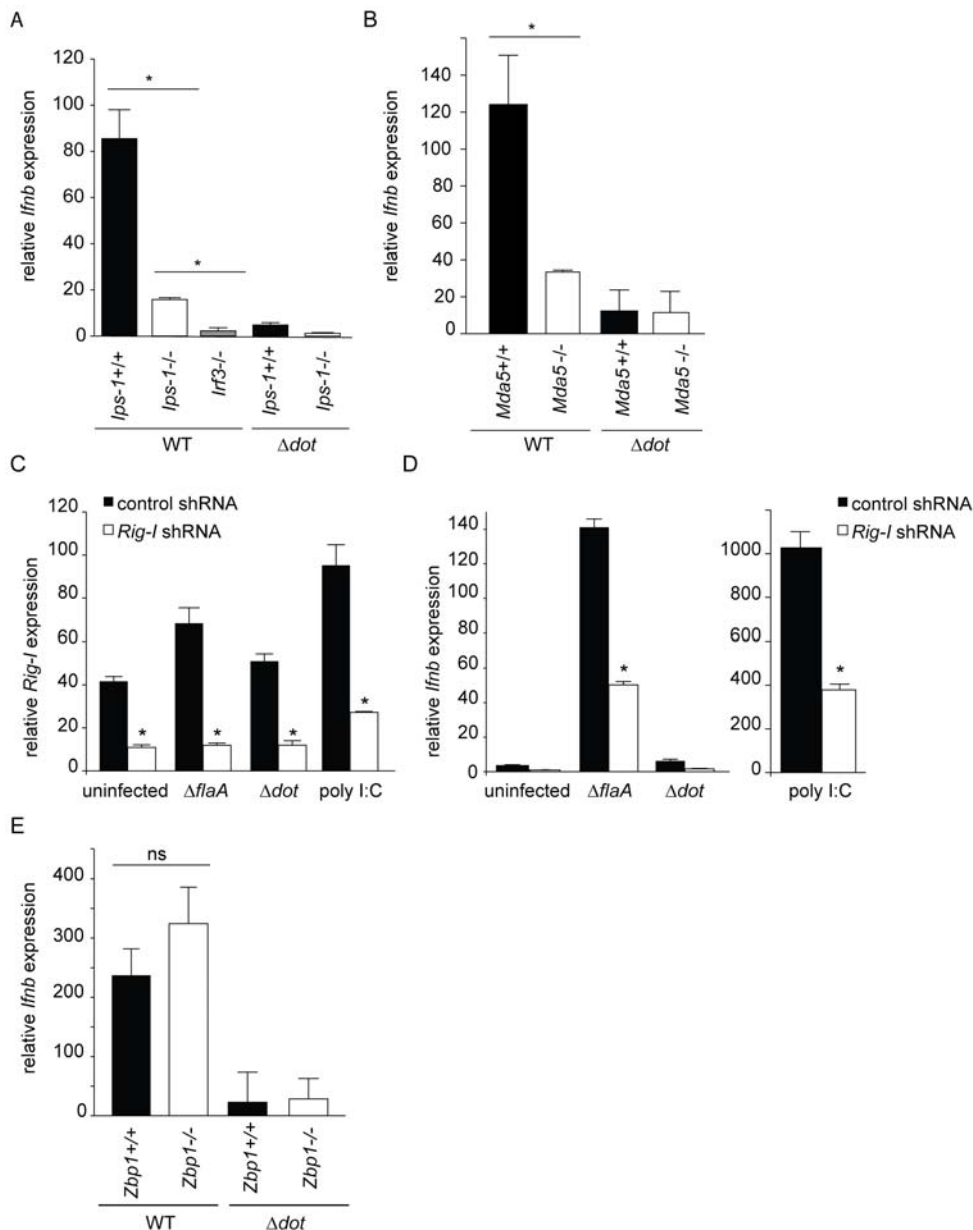 A
relative Ifnb expression
120
100
80
60
40
20
0
*
*
Ips-1+/+
Ips-1-/-
Irf3-/-
Ips-1+/+
Ips-1-/-
WT
Δdot
B
relative Ifnb expression
140
120
100
80
60
40
20
0
*
Mda5+/+
Mda5 -/-
Mda5+/+
Mda5 -/-
WT
Δdot
C
control shRNA
Rig-I shRNA
relative Rig-I expression
120
100
80
60
40
20
0
*
*
*
*
uninfected
ΔflaA
Δdot
poly I:C
D
control shRNA
Rig-I shRNA
relative Ifnb expression
140
120
100
80
60
40
20
0
*
uninfected
ΔflaA
Δdot
1000
800
600
400
200
0
*
poly I:C
E
relative Ifnb expression
400
300
200
100
0
ns
Zbp1+/+
Zbp1-/-
Zbp1+/+
Zbp1-/-
WT
Δdot